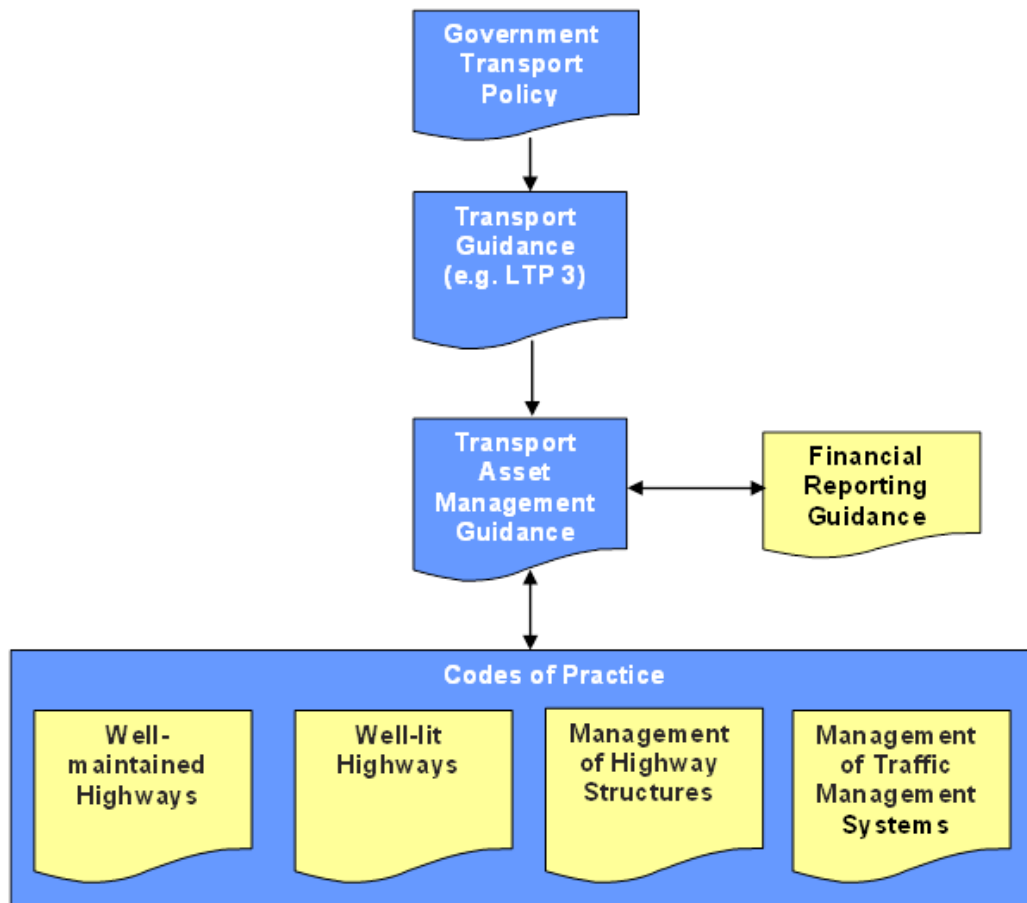 Government
Transport
Policy
Transport
Guidance
(e.g. LTP 3)
Transport
Asset
Management
Guidance
Financial
Reporting
Guidance
Codes of Practice
Well-
maintained
Highways
Well-lit
Highways
Management
of Highway
Structures
Management
of Traffic
Management
Systems